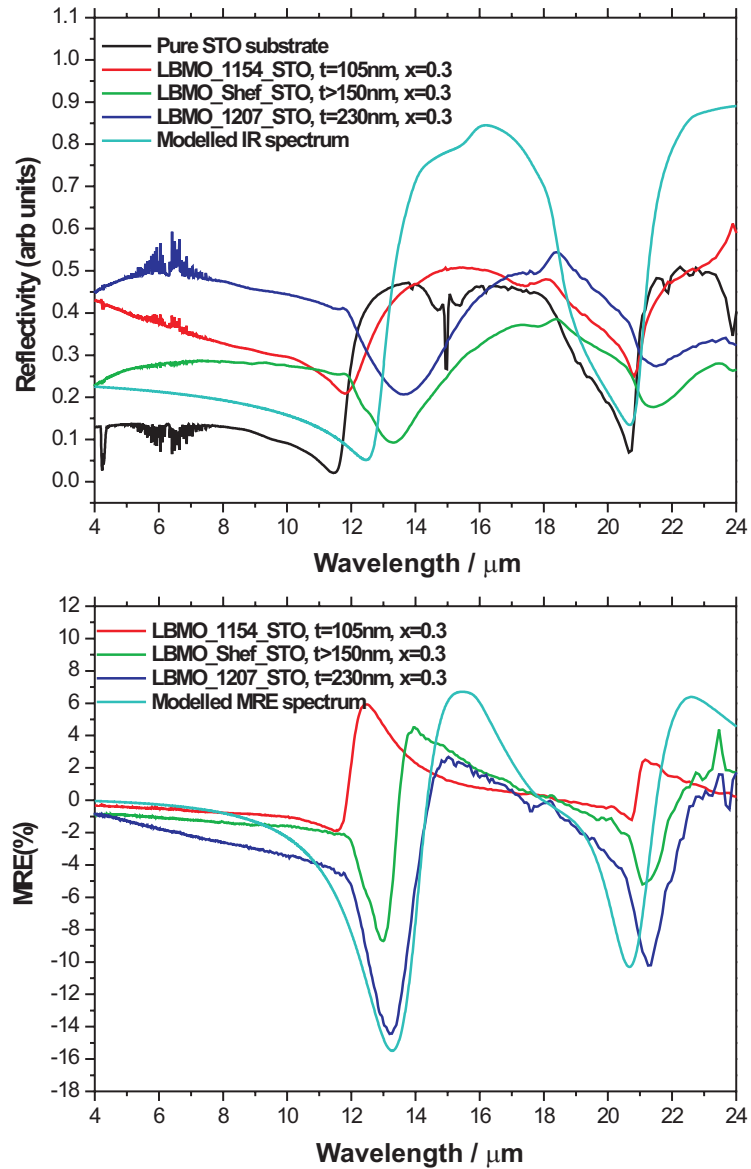 1.1
1.0
0.9
0.8
0.7
0.6
0.5
0.4
0.3
0.2
0.1
0.0
Reflectivity (arb units)
Pure STO substrate
LBMO_1154_STO, t=105nm, x=0.3
LBMO_Shef_STO, t>150nm, x=0.3
LBMO_1207_STO, t=230nm, x=0.3
Modelled IR spectrum
4 6 8 10 12 14 16 18 20 22 24
Wavelength / μm
12
10
8
6
4
2
0
-2
-4
-6
-8
-10
-12
-14
-16
-18
MRE(%)
LBMO_1154_STO, t=105nm, x=0.3
LBMO_Shef_STO, t>150nm, x=0.3
LBMO_1207_STO, t=230nm, x=0.3
Modelled MRE spectrum
4 6 8 10 12 14 16 18 20 22 24
Wavelength / μm